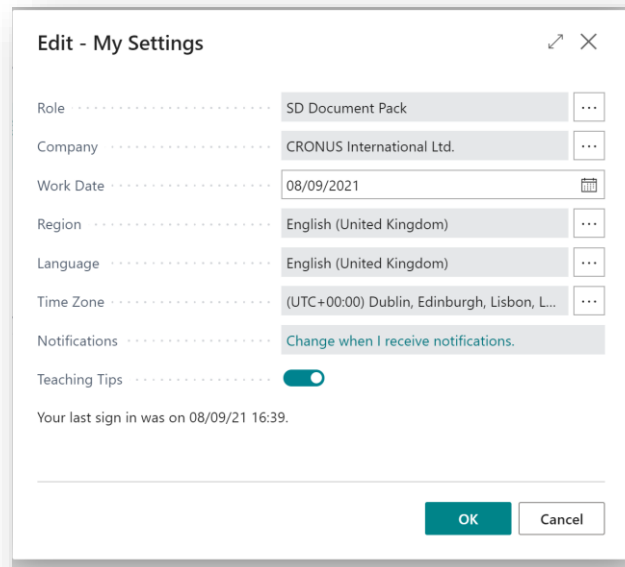 Edit - My Settings
Role SD Document Pack ...
Company CRONUS International Ltd. ...
Work Date 08/09/2021
Region English (United Kingdom) ...
Language English (United Kingdom) ...
Time Zone (UTC+00:00) Dublin, Edinburgh, Lisbon, L... ...
Notifications Change when I receive notifications.
Teaching Tips
Your last sign in was on 08/09/21 16:39.
OK Cancel